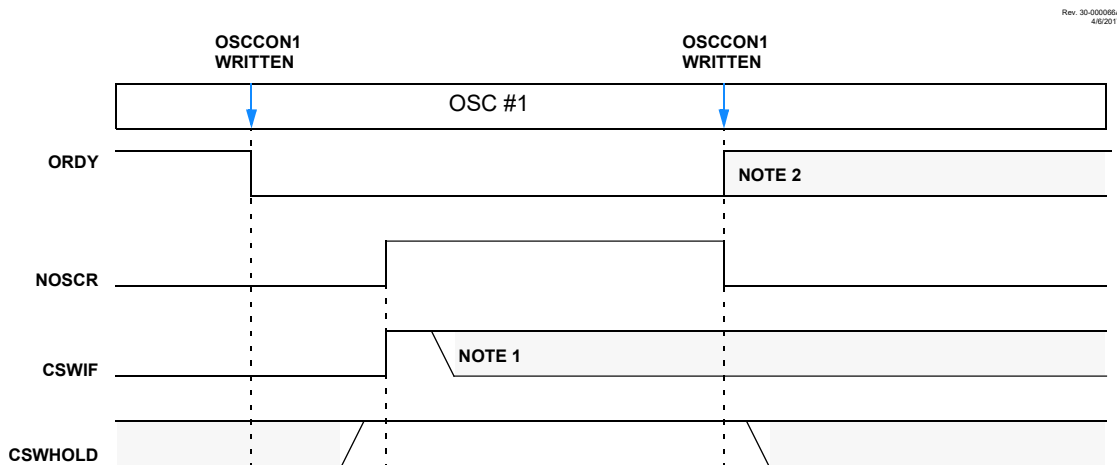 Rev. 30-000066
4/6/201
OSCCON1
WRITTEN
OSCCON1
WRITTEN
OSC #1
ORDY
NOTE 2
NOSCR
NOTE 1
CSWIF
CSWHOLD